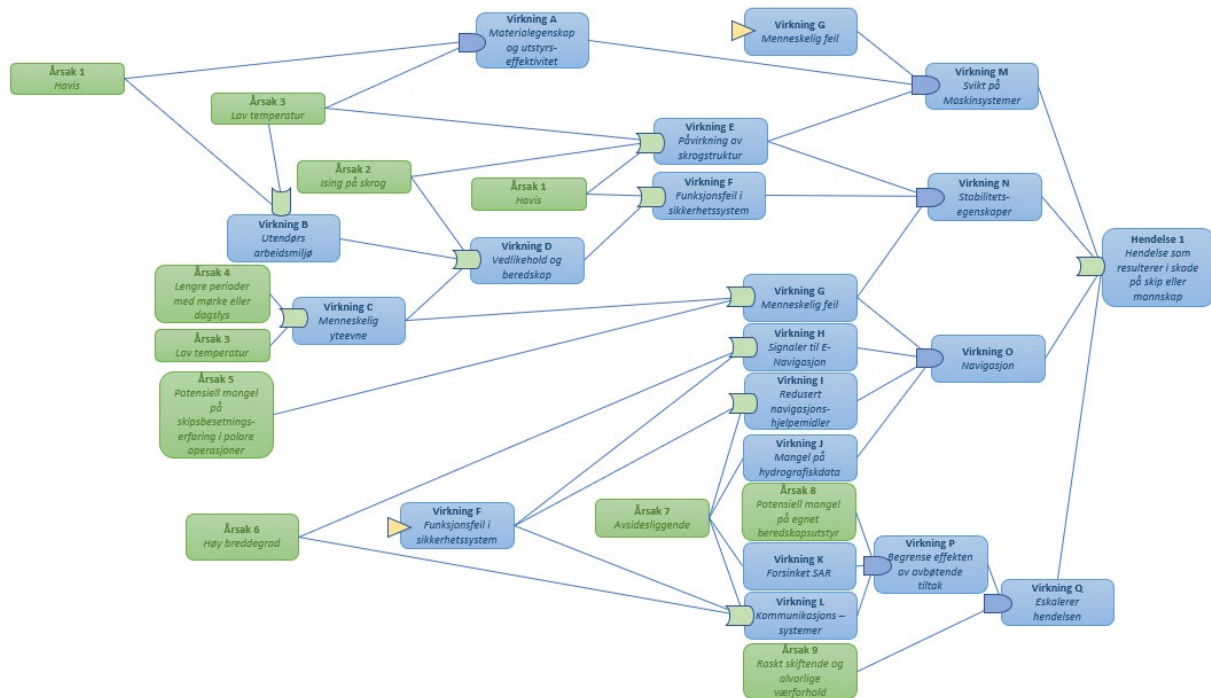 Virkning A
Materialegenskap
og utstyrs-
effektivitet
Virkning G
Menneskelig feil
Årsak 1
Havis
Virkning M
Svikt på
Maskinsystemer
Årsak 3
Lav temperatur
Virkning E
Påvirkning av
skrogstruktur
Årsak 2
Ising på skrog
Årsak 1
Havis
Virkning F
Funksjonsfeil i
sikkerhetssystem
Virkning N
Stabilitets-
egenskaper
Virkning B
Utendørs
arbeidsmiljø
Virkning D
Vedlikehold og
beredskap
Hendelse 1
Hendelse som
resulterer i skade
på skip eller
mannskap
Årsak 4
Lengre perioder
med mørke eller
dagslys
Virkning C
Menneskelig
yteevne
Virkning G
Menneskelig feil
Årsak 3
Lav temperatur
Virkning H
Signaler til E-
Navigasjon
Virkning O
Navigasjon
Årsak 5
Potensiell mangel
på
skipsbesetnings-
erfaring i polare
operasjoner
Virkning I
Redusert
navigasjons-
hjelpemidler
Virkning J
Mangel på
hydrografiskdata
Årsak 6
Høy breddegrad
Virkning F
Funksjonsfeil i
sikkerhetssystem
Årsak 7
Avsidesliggende
Årsak 8
Potensiell mangel
på egnet
beredskapsutstyr
Virkning K
Forsinket SAR
Virkning P
Begrense effekten
av avbøtende
tiltak
Virkning L
Kommunikasjons –
systemer
Virkning Q
Eskalerer
hendelsen
Årsak 9
Raskt skiftende og
alvorlige
værforhold